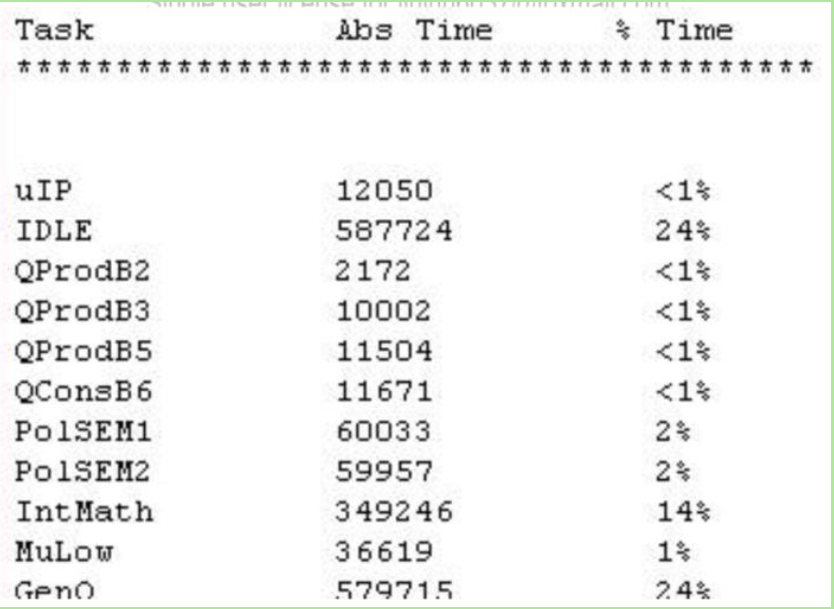 Task Abs Time % Time
****************************************
uIP 12050 <1%
IDLE 587724 24%
QProdB2 2172 <1%
QProdB3 10002 <1%
QProdB5 11504 <1%
QConsB6 11671 <1%
PolSEM1 60033 2%
PolSEM2 59957 2%
IntMath 349246 14%
MuLow 36619 1%
GenQ 579715 24%